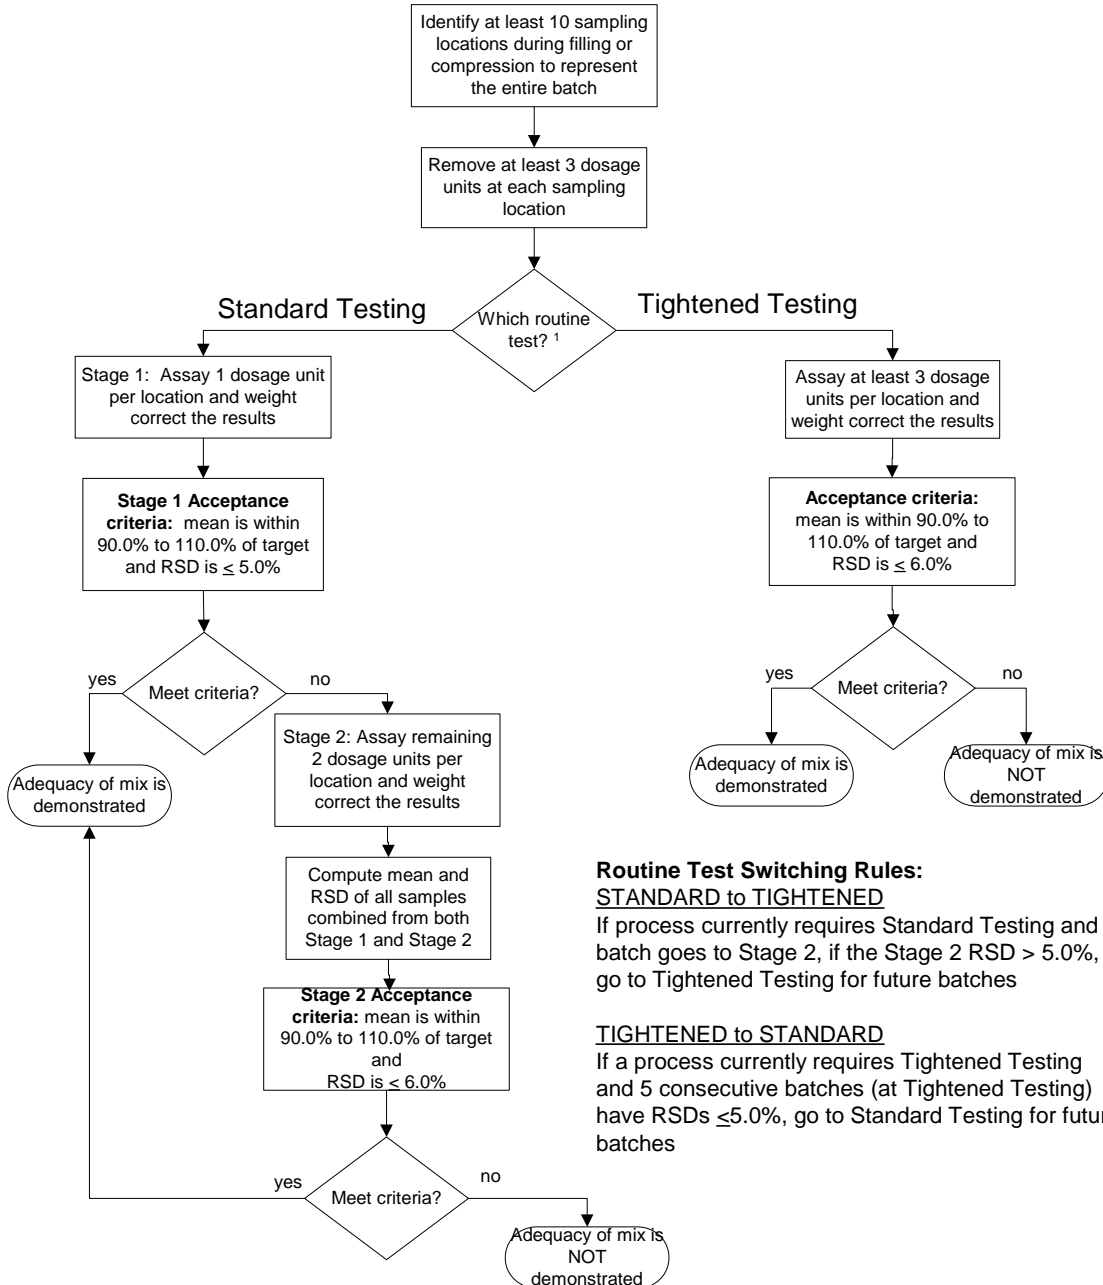 Identify at least 10 sampling
locations during filling or
compression to represent
the entire batch
Remove at least 3 dosage
units at each sampling
location
Standard Testing
Which routine
test? 1
Tightened Testing
Stage 1: Assay 1 dosage unit
per location and weight
correct the results
Assay at least 3 dosage
units per location and
weight correct the results
Stage 1 Acceptance
criteria: mean is within
90.0% to 110.0% of target
and RSD is ≤ 5.0%
Acceptance criteria:
mean is within 90.0% to
110.0% of target and
RSD is ≤ 6.0%
yes
Meet criteria?
no
yes
Meet criteria?
no
Adequacy of mix is
demonstrated
Stage 2: Assay remaining
2 dosage units per
location and weight
correct the results
Adequacy of mix is
demonstrated
Adequacy of mix is
NOT
demonstrated
Compute mean and
RSD of all samples
combined from both
Stage 1 and Stage 2
Stage 2 Acceptance
criteria: mean is within
90.0% to 110.0% of target
and
RSD is ≤ 6.0%
Routine Test Switching Rules:
STANDARD to TIGHTENED
If process currently requires Standard Testing and
batch goes to Stage 2, if the Stage 2 RSD > 5.0%,
go to Tightened Testing for future batches
TIGHTENED to STANDARD
If a process currently requires Tightened Testing
and 5 consecutive batches (at Tightened Testing)
have RSDs ≤5.0%, go to Standard Testing for futur
batches
yes
Meet criteria?
no
Adequacy of mix is
NOT
demonstrated